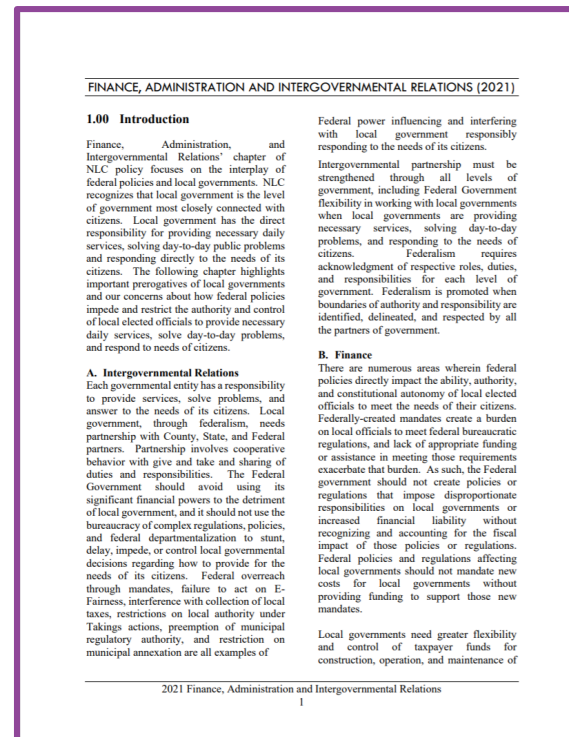 FINANCE, ADMINISTRATION AND INTERGOVERNMENTAL RELATIONS (2021)
1.00 Introduction
Finance, Administration, and
Intergovernmental Relations' chapter of
NLC policy focuses on the interplay of
federal policies and local governments. NLC
recognizes that local government is the level
of government most closely connected with
citizens. Local government has the direct
responsibility for providing necessary daily
services, solving day-to-day public problems
and responding directly to the needs of its
citizens. The following chapter highlights
important prerogatives of local governments
and our concerns about how federal policies
impede and restrict the authority and control
of local elected officials to provide necessary
daily services, solve day-to-day problems,
and respond to needs of citizens.
A. Intergovernmental Relations
Each governmental entity has a responsibility
to provide services, solve problems, and
answer to the needs of its citizens. Local
government, through federalism, needs
partnership with County, State, and Federal
partners. Partnership involves cooperative
behavior with give and take and sharing of
duties and responsibilities. The Federal
Government should avoid using its
significant financial powers to the detriment
of local government, and it should not use the
bureaucracy of complex regulations, policies,
and federal departmentalization to stunt,
delay, impede, or control local governmental
decisions regarding how to provide for the
needs of its citizens. Federal overreach
through mandates, failure to act on E-
Fairness, interference with collection of local
taxes, restrictions on local authority under
Takings actions, preemption of municipal
regulatory authority, and restriction on
municipal annexation are all examples of
Federal power influencing and interfering
with local government responsibly
responding to the needs of its citizens.
Intergovernmental partnership must be
strengthened through all levels of
government, including Federal Government
flexibility in working with local governments
when local governments are providing
necessary services, solving day-to-day
problems, and responding to the needs of
citizens. Federalism requires
acknowledgment of respective roles, duties,
and responsibilities for each level of
government. Federalism is promoted when
boundaries of authority and responsibility are
identified, delineated, and respected by all
the partners of government.
B. Finance
There are numerous areas wherein federal
policies directly impact the ability, authority,
and constitutional autonomy of local elected
officials to meet the needs of their citizens.
Federally-created mandates create a burden
on local officials to meet federal bureaucratic
regulations, and lack of appropriate funding
or assistance in meeting those requirements
exacerbate that burden. As such, the Federal
government should not create policies or
regulations that impose disproportionate
responsibilities on local governments or
increased financial liability without
recognizing and accounting for the fiscal
impact of those policies or regulations.
Federal policies and regulations affecting
local governments should not mandate new
costs for local governments without
providing funding to support those new
mandates.
Local governments need greater flexibility
and control of taxpayer funds for
construction, operation, and maintenance of
2021 Finance, Administration and Intergovernmental Relations
1